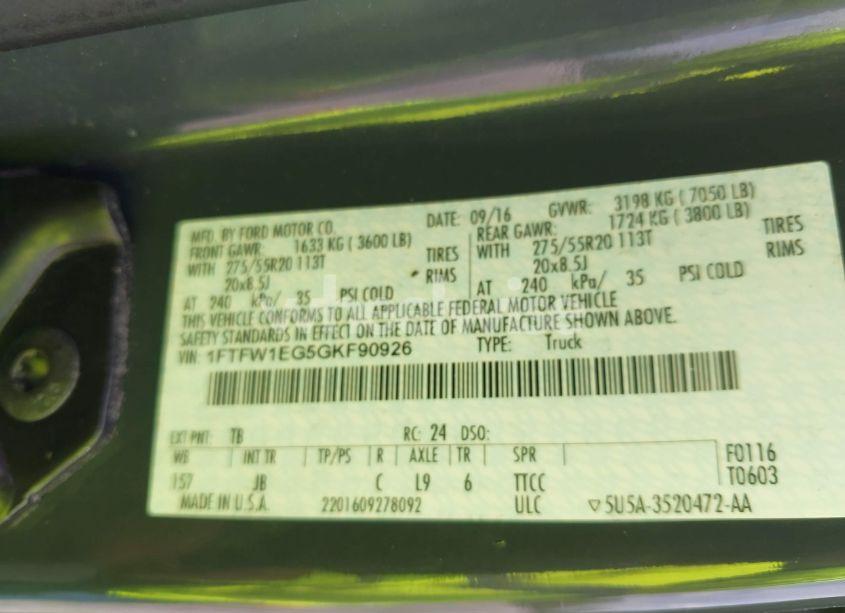 MFD. BY FORD MOTOR CO. DATE: 09/16 GVWR: 3198 KG (7050 LB)
FRONT GAWR: 1633 KG (3600 LB) REAR GAWR: 1724 KG (3800 LB)
WITH 275/55R20 113T TIRES WITH 275/55R20 113T TIRES
20x8.5J RIMS 20x8.5J RIMS
AT 240 kPa/ 35 PSI COLD AT 240 kPa/ 35 PSI COLD
THIS VEHICLE CONFORMS TO ALL APPLICABLE FEDERAL MOTOR VEHICLE
SAFETY STANDARDS IN EFFECT ON THE DATE OF MANUFACTURE SHOWN ABOVE.
VIN: 1FTFW1EG5GKF90926 TYPE: Truck
EXT PNT: TB RC: 24 DSO:
WB INT TR TP/PS R AXLE TR SPR F0116
157 JB C L9 6 TTCC T0603
MADE IN U.S.A. 2201609278092 ULC ▽5U5A-3520472-AA